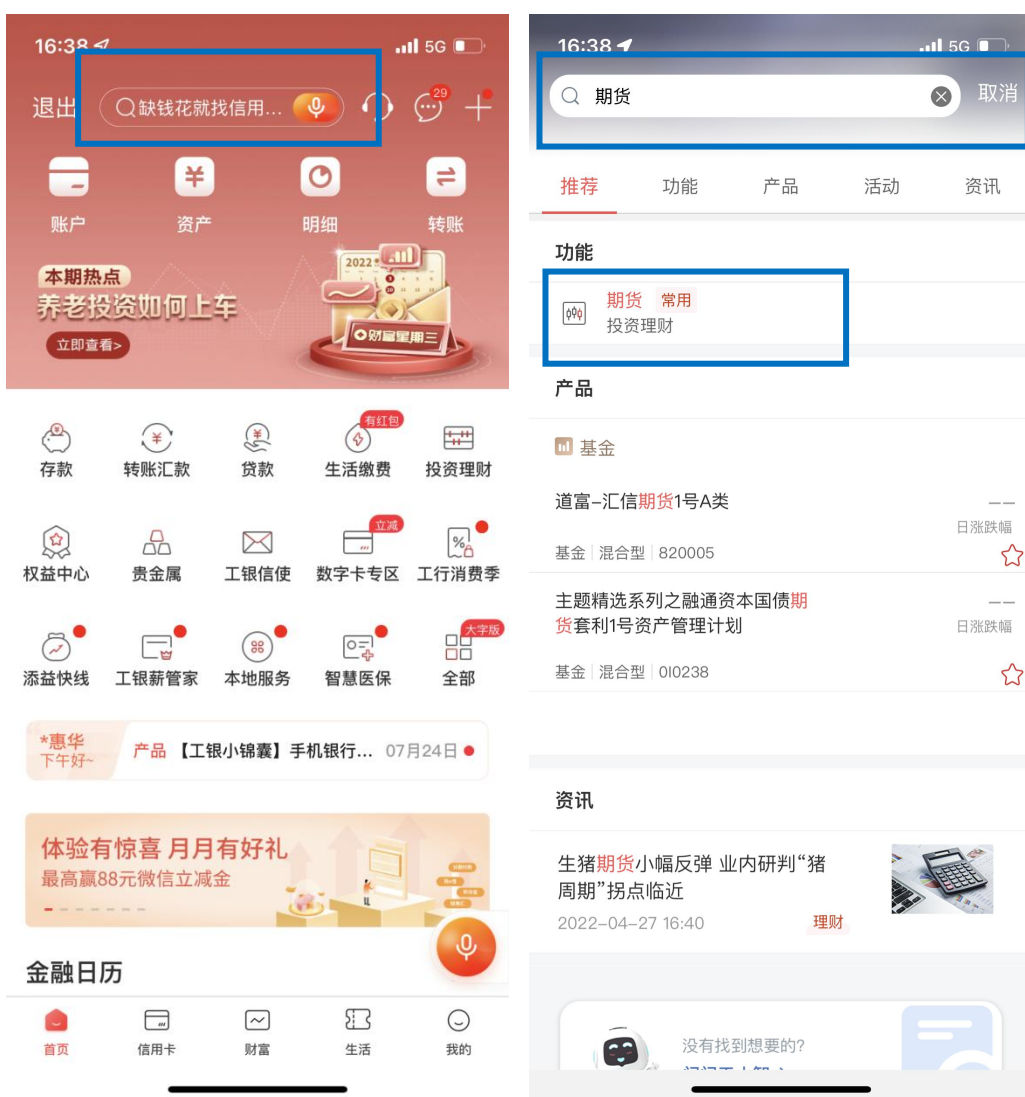 16:38
5G
退出
缺钱花就找信用...
29
账户
资产
明细
转账
本期热点
养老投资如何上车
立即查看>
2022
财富星期三
有红包
存款
转账汇款
贷款
生活缴费
投资理财
立减
权益中心
贵金属
工银信使
数字卡专区
工行消费季
大字版
添益快线
工银薪管家
本地服务
智慧医保
全部
*惠华
下午好~
产品 【工银小锦囊】手机银行... 07月24日
体验有惊喜 月月有好礼
最高赢88元微信立减金
金融日历
首页
信用卡
财富
生活
我的
16:38
5G
期货
取消
推荐
功能
产品
活动
资讯
功能
期货 常用
投资理财
产品
基金
道富-汇信期货1号A类
——
日涨跌幅
基金 混合型 820005
主题精选系列之融通资本国债期
货套利1号资产管理计划
——
日涨跌幅
基金 混合型 0I0238
资讯
生猪期货小幅反弹 业内研判“猪
周期”拐点临近
2022-04-27 16:40
理财
没有找到想要的?